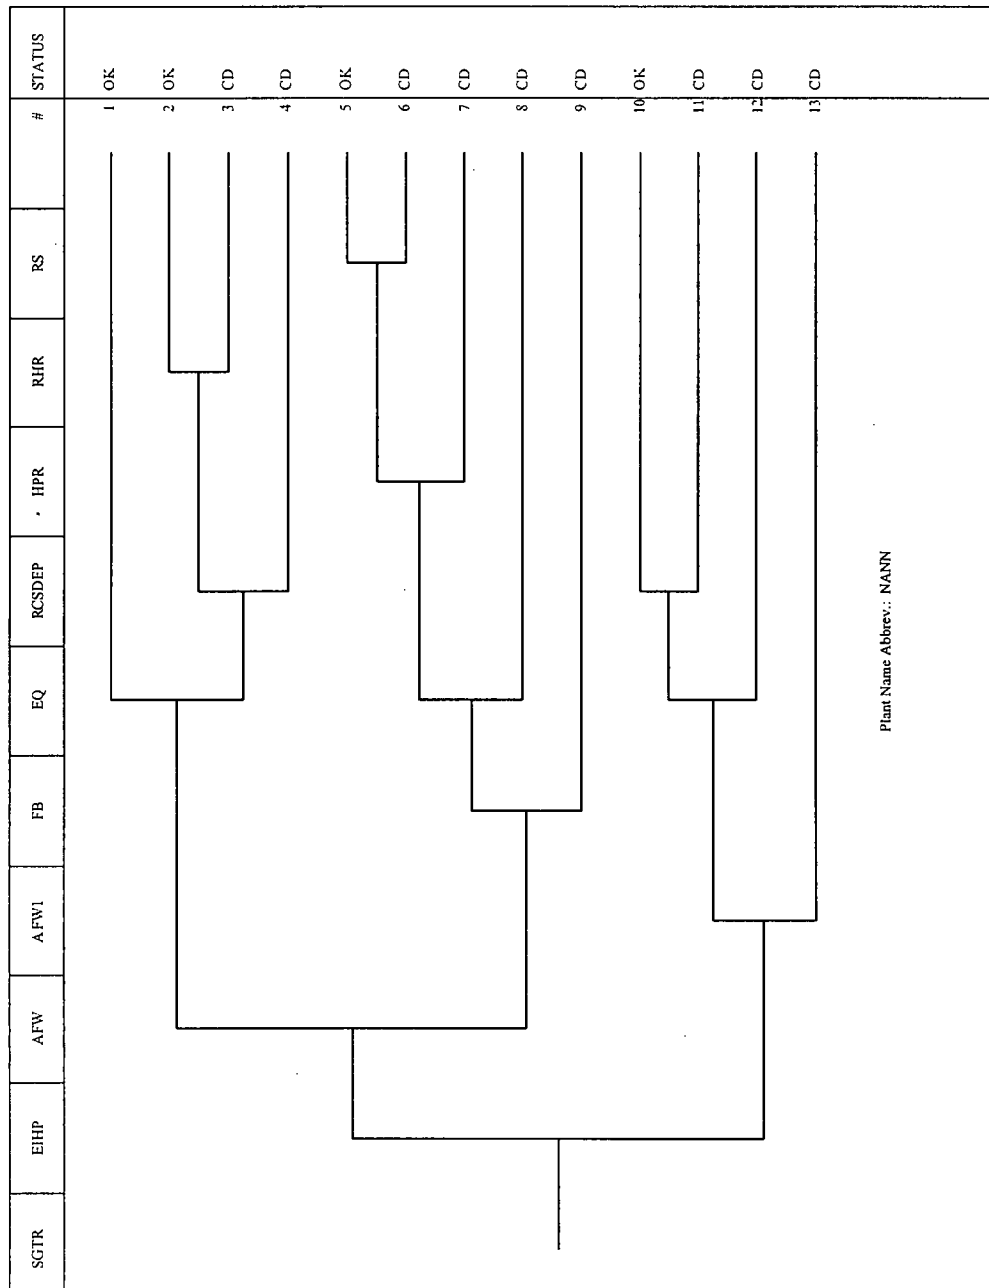 SGTR EIHP AFW AFW1 FB EQ RCSDEP HPR RHR RS # STATUS
1 OK
2 OK
3 CD
4 CD
5 OK
6 CD
7 CD
8 CD
9 CD
10 OK
11 CD
12 CD
13 CD
Plant Name Abbrev.: NANN